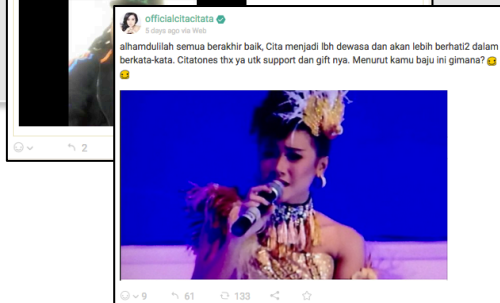 officialcitacitata
5 days ago via Web
alhamdulilah semua berakhir baik, Cita menjadi lbh dewasa dan akan lebih berhati2 dalam
berkata-kata. Citatones thx ya utk support dan gift nya. Menurut kamu baju ini gimana?
2
9 61 133